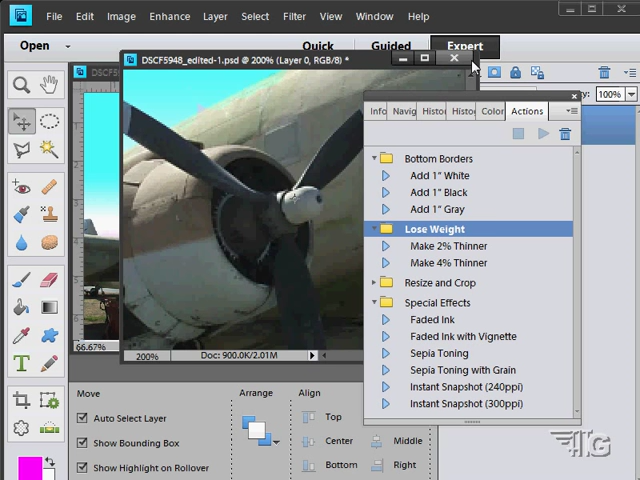 File Edit Image Enhance Layer Select Filter View Window Help
Open Quick Guided Expert
DSCF5
DSCF5948_edited-1.psd @ 200% (Layer 0, RGB/8) *
100%
Info Navig Histor Histo Color Actions
Bottom Borders
Add 1" White
Add 1" Black
Add 1" Gray
Lose Weight
Make 2% Thinner
Make 4% Thinner
Resize and Crop
Special Effects
Faded Ink
Faded Ink with Vignette
Sepia Toning
Sepia Toning with Grain
Instant Snapshot (240ppi)
Instant Snapshot (300ppi)
66.67%
200% Doc: 900.0K/2.01M
Move Arrange Align
Auto Select Layer Top
Show Bounding Box Center Middle
Show Highlight on Rollover Bottom Right